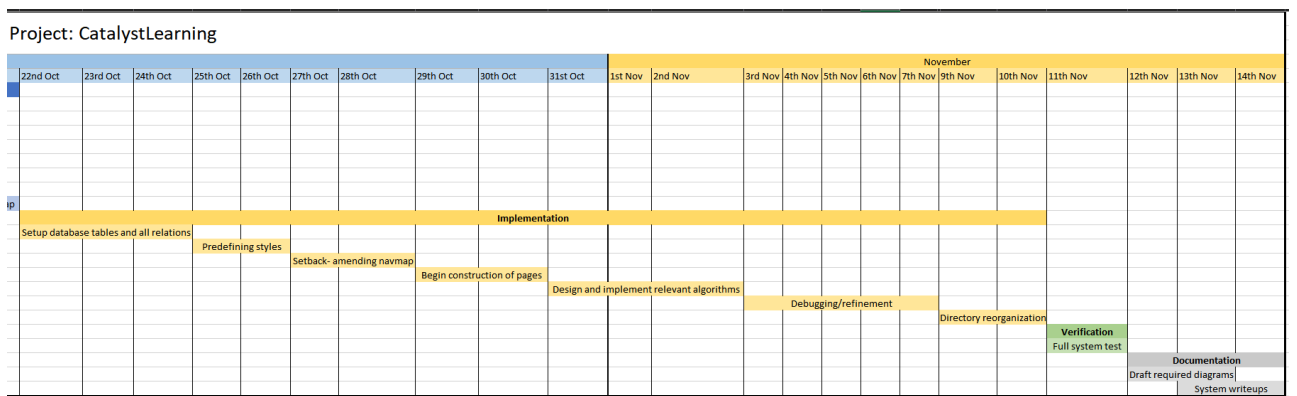 Project: CatalystLearning
November
22nd Oct 23rd Oct 24th Oct 25th Oct 26th Oct 27th Oct 28th Oct 29th Oct 30th Oct 31st Oct 1st Nov 2nd Nov 3rd Nov 4th Nov 5th Nov 6th Nov 7th Nov 9th Nov 10th Nov 11th Nov 12th Nov 13th Nov 14th Nov
ap
Implementation
Setup database tables and all relations
Predefining styles
Setback- amending navmap
Begin construction of pages
Design and implement relevant algorithms
Debugging/refinement
Directory reorganization
Verification
Full system test
Documentation
Draft required diagrams
System writeups